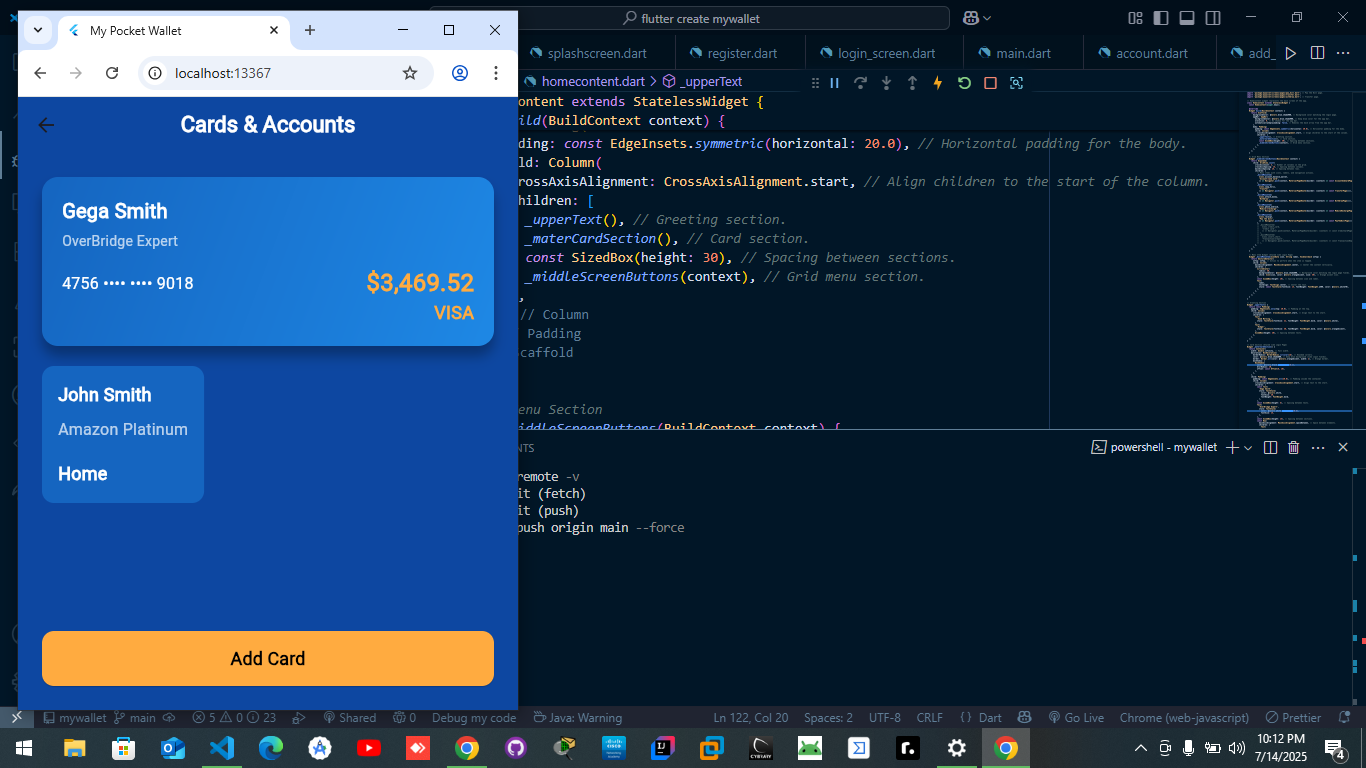 My Pocket Wallet
localhost:13367
Cards & Accounts
Gega Smith
OverBridge Expert
4756 •••• •••• 9018
$3,469.52
VISA
John Smith
Amazon Platinum
Home
Add Card
flutter create mywallet
splashscreen.dart
register.dart
login_screen.dart
main.dart
account.dart
add_
homecontent.dart > _upperText
ontent extends StatelessWidget {
ild(BuildContext context) {
ding: const EdgeInsets.symmetric(horizontal: 20.0), // Horizontal padding for the body.
ld: Column(
rossAxisAlignment: CrossAxisAlignment.start, // Align children to the start of the column.
hildren: [
_upperText(), // Greeting section.
_materCardSection(), // Card section.
const SizedBox(height: 30), // Spacing between sections.
_middleScreenButtons(context), // Grid menu section.
,
// Column
Padding
caffold
enu Section
iddleScreenButtons(BuildContext context) {
NTS
powershell - mywallet
remote -v
it (fetch)
it (push)
push origin main --force
mywallet
main
5
0
23
Shared
0
Debug my code
Java: Warning
Ln 122, Col 20
Spaces: 2
UTF-8
CRLF
{ } Dart
Go Live
Chrome (web-javascript)
Prettier
10:12 PM
7/14/2025
4